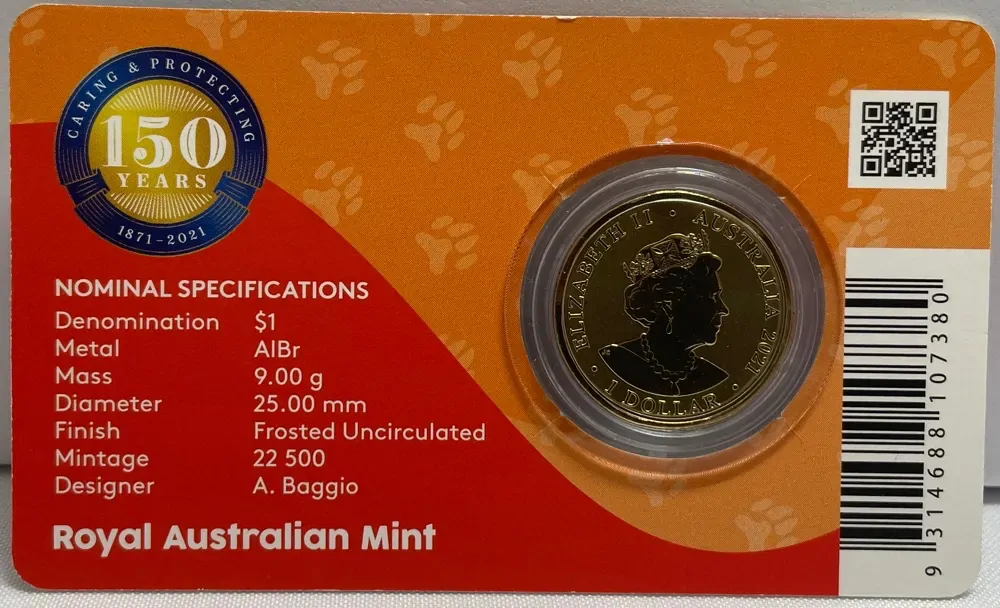 CARING & PROTECTING
150
YEARS
1871-2021
NOMINAL SPECIFICATIONS
Denomination $1
Metal AlBr
Mass 9.00 g
Diameter 25.00 mm
Finish Frosted Uncirculated
Mintage 22 500
Designer A. Baggio
Royal Australian Mint
ELIZABETH II · AUSTRALIA 2021
· 1 DOLLAR ·
JC
9 314688 107380